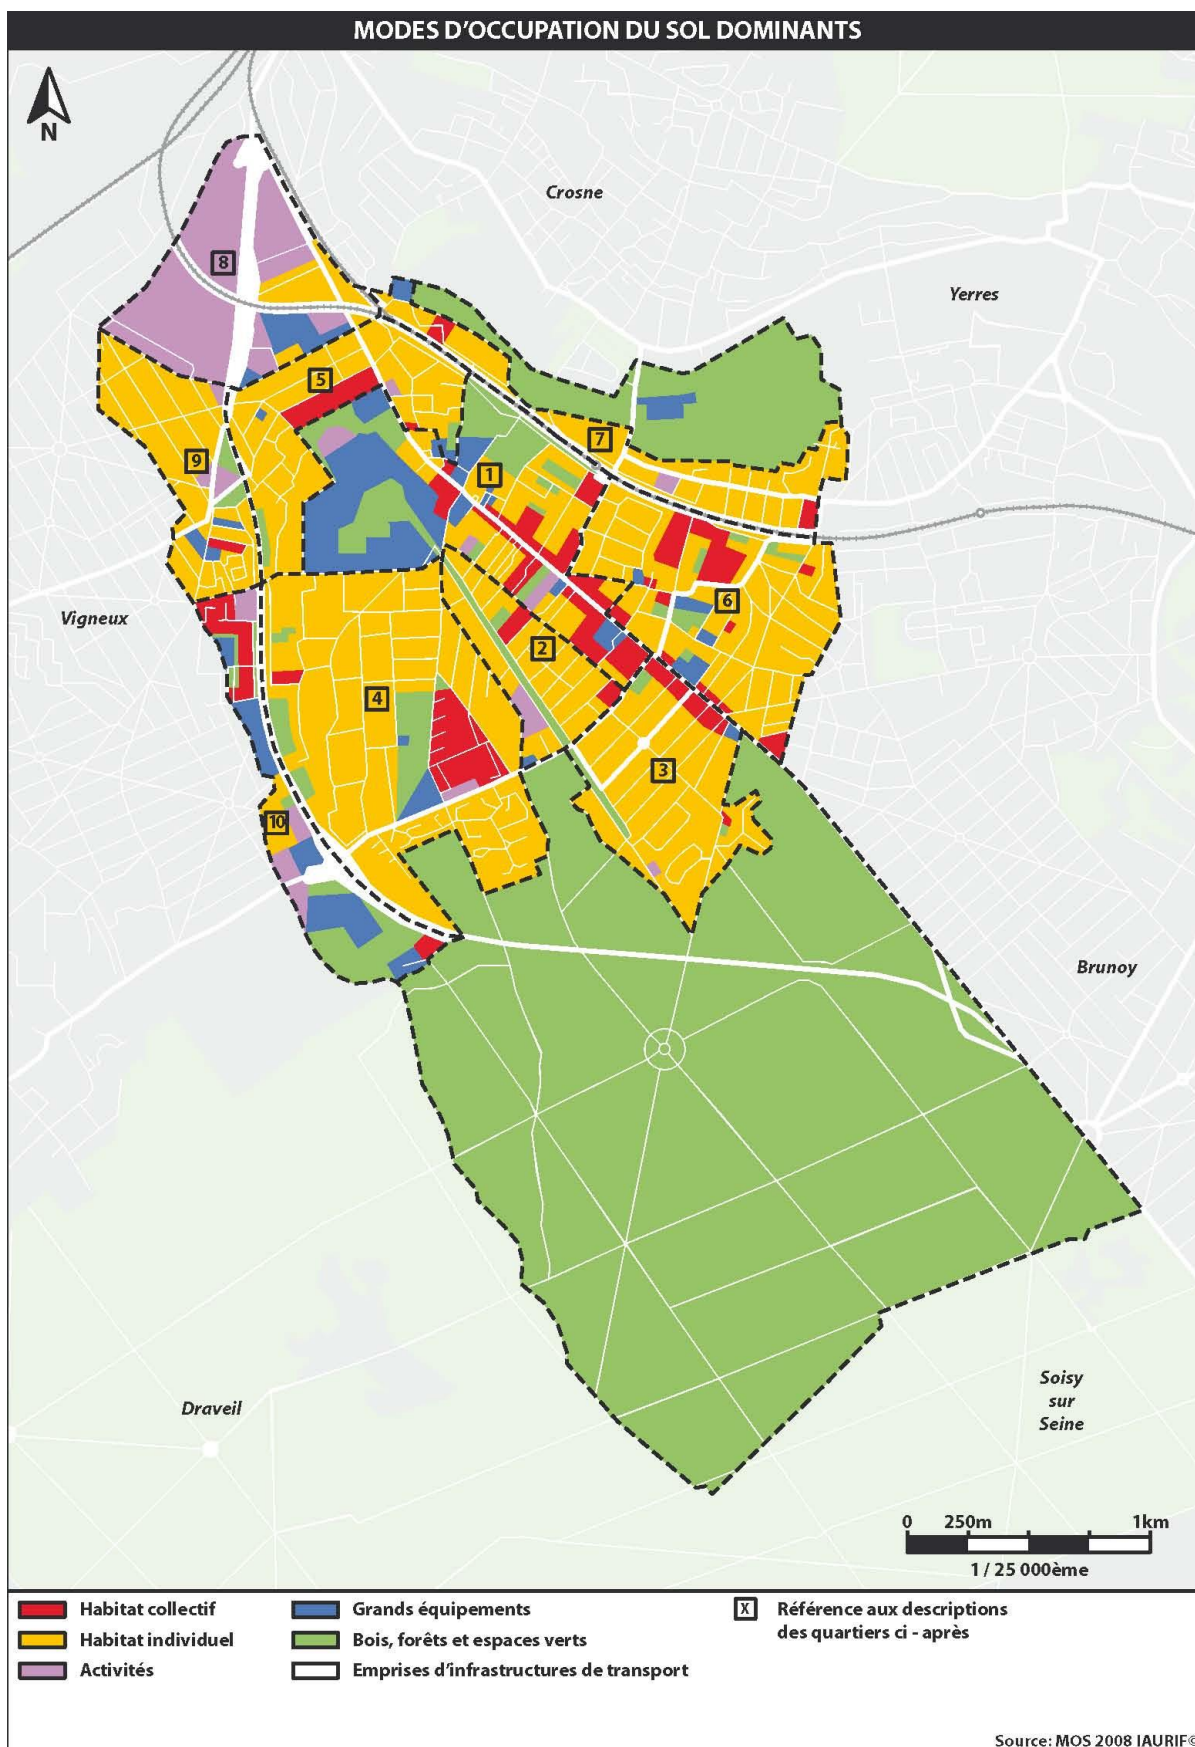 MODES D'OCCUPATION DU SOL DOMINANTS
N
Crosne
Yerres
8
5
7
9
1
6
Vigneux
2
4
3
10
Brunoy
Draveil
Soisy
sur
Seine
0 250m 1km
1 / 25 000ème
Habitat collectif
Habitat individuel
Activités
Grands équipements
Bois, forêts et espaces verts
Emprises d'infrastructures de transport
X Référence aux descriptions
des quartiers ci - après
Source: MOS 2008 IAURIF©